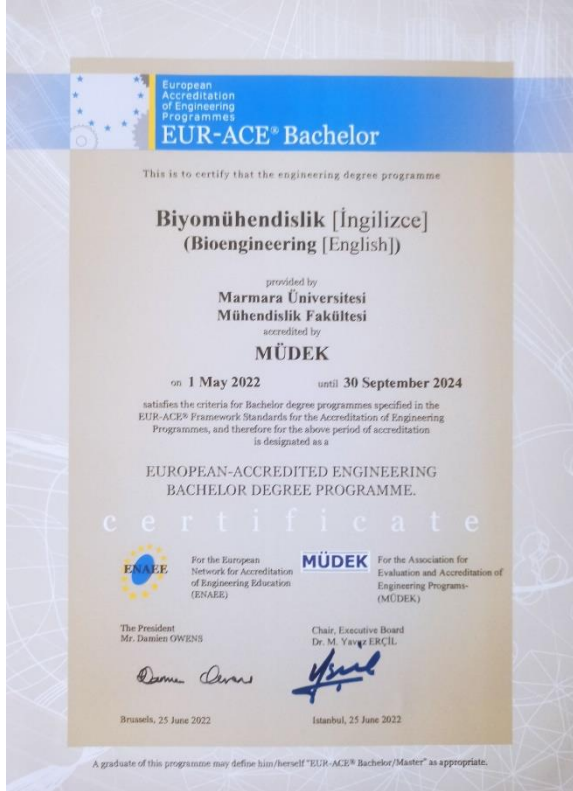 European
Accreditation
of Engineering
Programmes
EUR-ACE® Bachelor
This is to certify that the engineering degree programme
Biyomühendislik [İngilizce]
(Bioengineering [English])
provided by
Marmara Üniversitesi
Mühendislik Fakültesi
accredited by
MÜDEK
on 1 May 2022 until 30 September 2024
satisfies the criteria for Bachelor degree programmes specified in the
EUR-ACE® Framework Standards for the Accreditation of Engineering
Programmes, and therefore for the above period of accreditation
is designated as a
EUROPEAN-ACCREDITED ENGINEERING
BACHELOR DEGREE PROGRAMME.
certificate
ENAEE
For the European
Network for Accreditation
of Engineering Education
(ENAEE)
MÜDEK
For the Association for
Evaluation and Accreditation of
Engineering Programs-
(MÜDEK)
The President
Mr. Damien OWENS
Chair, Executive Board
Dr. M. Yavuz ERÇİL
Damien Owens
Brussels, 25 June 2022
Istanbul, 25 June 2022
A graduate of this programme may define him/herself "EUR-ACE® Bachelor/Master" as appropriate.